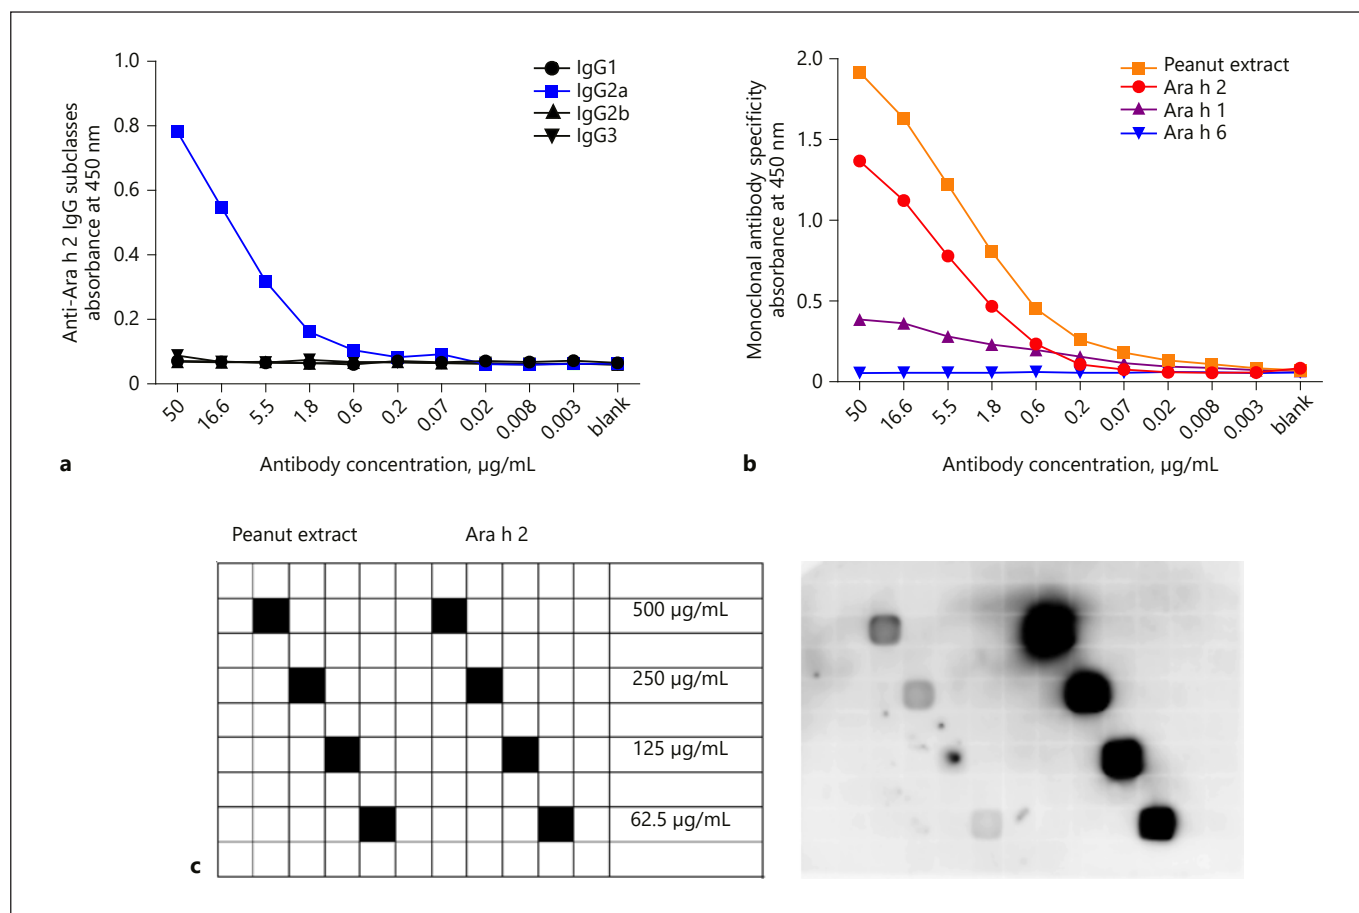 Anti-Ara h 2 IgG subclasses
absorbance at 450 nm
1.0
0.8
0.6
0.4
0.2
0
IgG1
IgG2a
IgG2b
IgG3
50
16.6
5.5
1.8
0.6
0.2
0.07
0.02
0.008
0.003
blank
a
Antibody concentration, µg/mL
Monoclonal antibody specificity
absorbance at 450 nm
2.0
1.5
1.0
0.5
0
Peanut extract
Ara h 2
Ara h 1
Ara h 6
50
16.6
5.5
1.8
0.6
0.2
0.07
0.02
0.008
0.003
blank
b
Antibody concentration, µg/mL
Peanut extract
Ara h 2
500 µg/mL
250 µg/mL
125 µg/mL
62.5 µg/mL
c